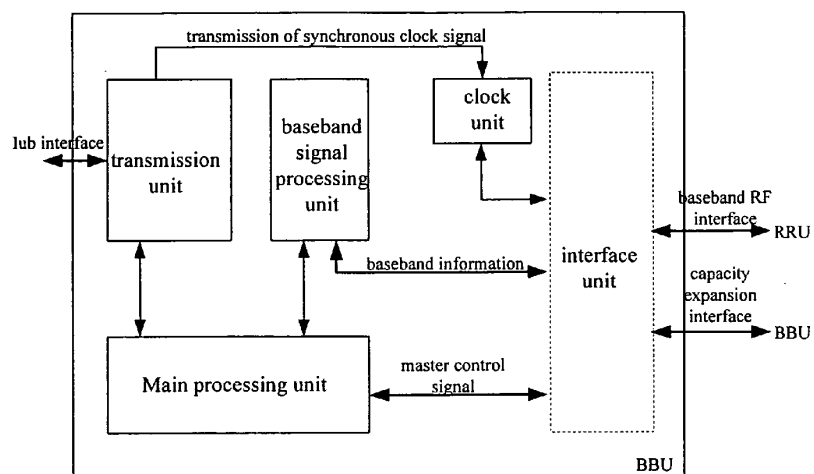 transmission of synchronous clock signal
clock
unit
baseband
signal
processing
unit
Iub interface
transmission
unit
baseband RF
interface
RRU
interface
unit
baseband information
capacity
expansion
interface
BBU
Main processing unit
master control
signal
BBU